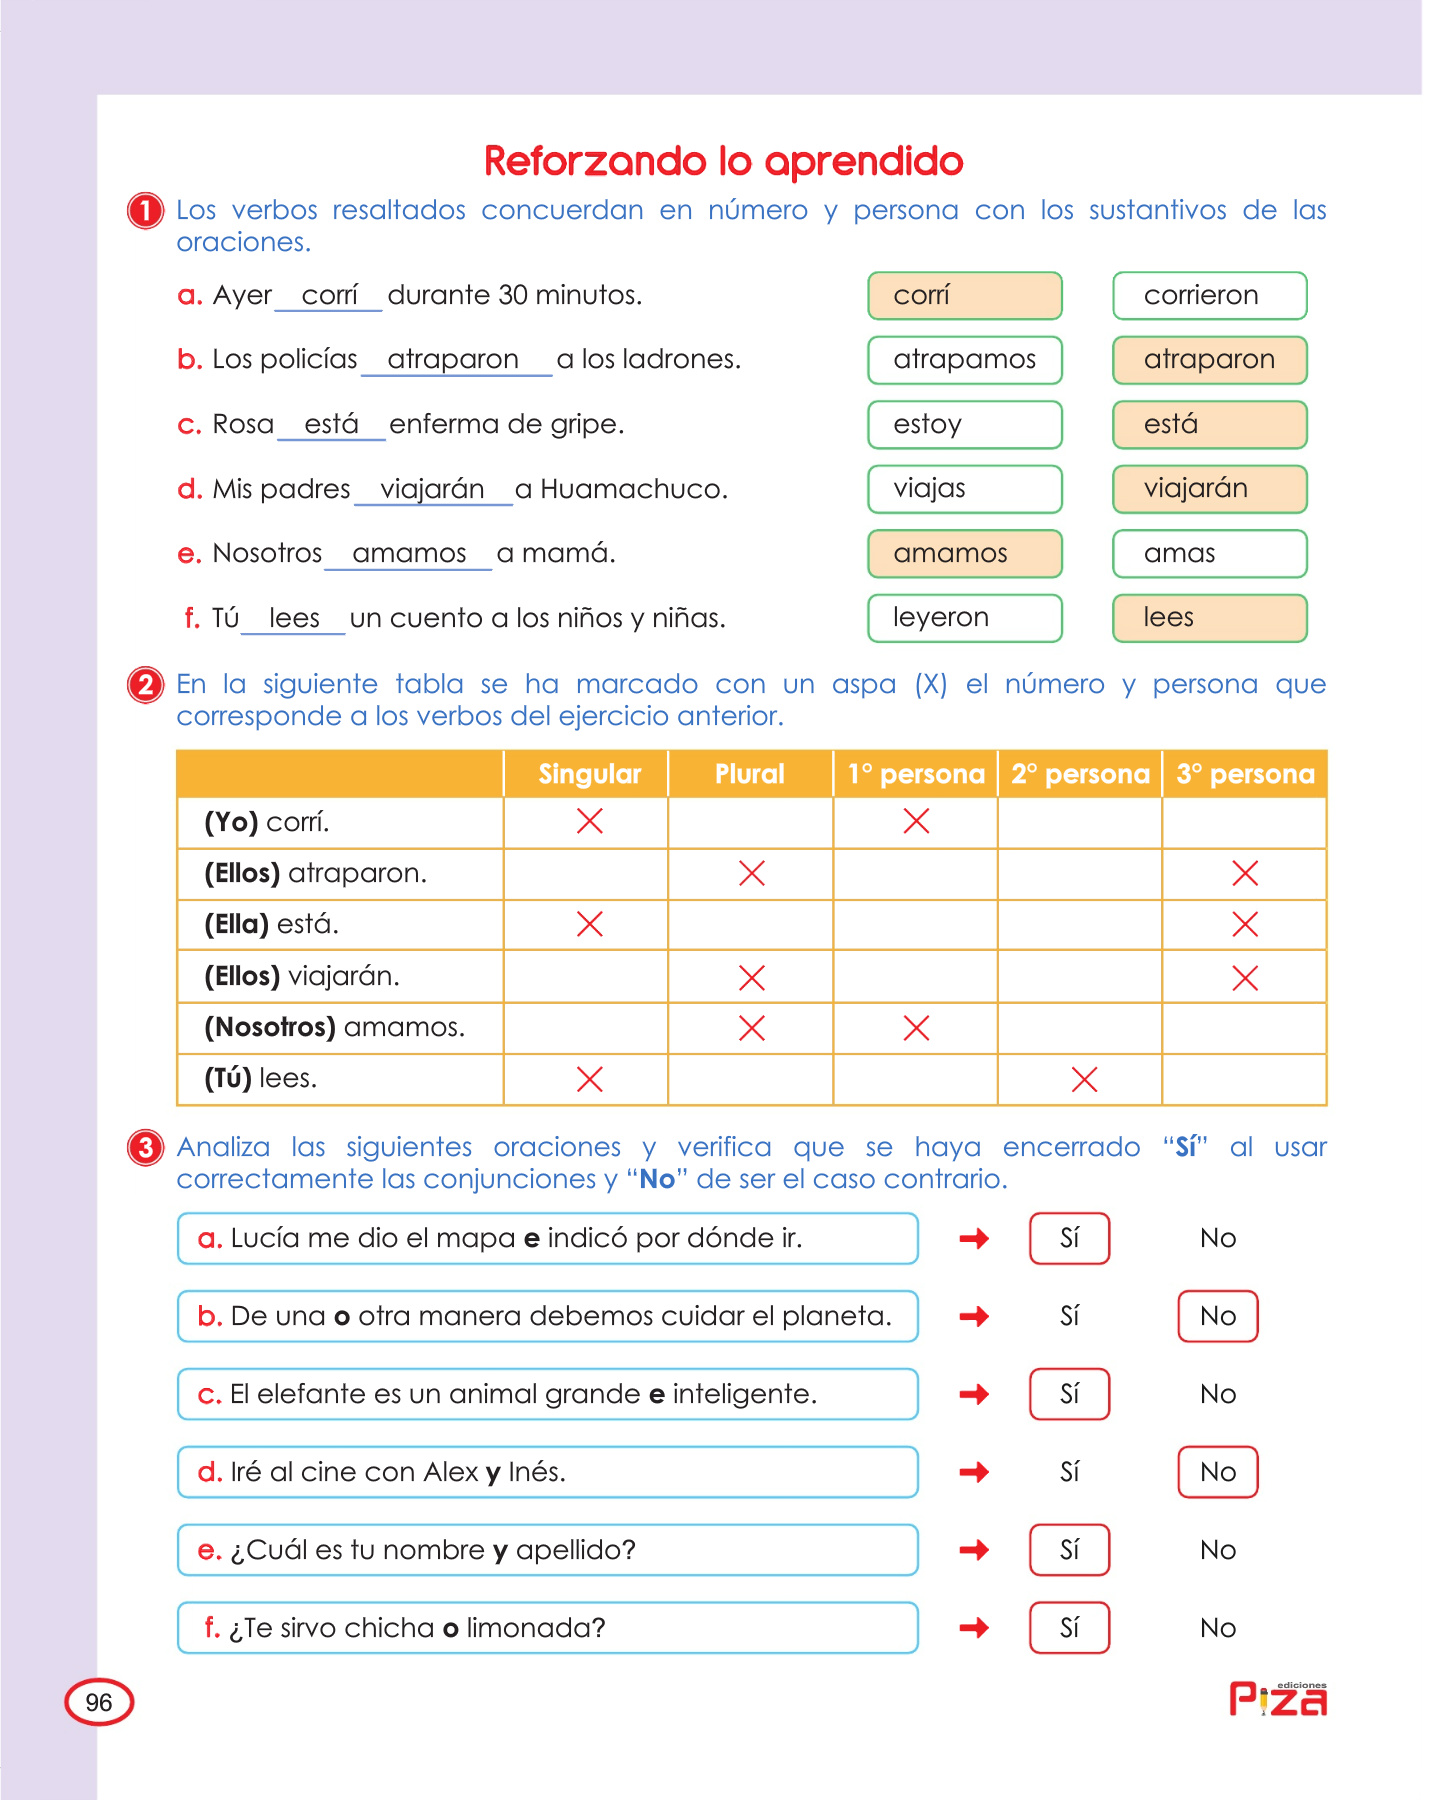 Reforzando lo aprendido
1 Los verbos resaltados concuerdan en número y persona con los sustantivos de las
oraciones.
a. Ayer corrí durante 30 minutos. corrí corrieron
b. Los policías atraparon a los ladrones. atrapamos atraparon
c. Rosa está enferma de gripe. estoy está
d. Mis padres viajarán a Huamachuco. viajas viajarán
e. Nosotros amamos a mamá. amamos amas
f. Tú lees un cuento a los niños y niñas. leyeron lees
2 En la siguiente tabla se ha marcado con un aspa (X) el número y persona que
corresponde a los verbos del ejercicio anterior.
Singular Plural 1° persona 2° persona 3° persona
(Yo) corrí.
(Ellos) atraparon.
(Ella) está.
(Ellos) viajarán.
(Nosotros) amamos.
(Tú) lees.
3 Analiza las siguientes oraciones y verifica que se haya encerrado “Sí” al usar
correctamente las conjunciones y “No” de ser el caso contrario.
a. Lucía me dio el mapa e indicó por dónde ir. Sí No
b. De una o otra manera debemos cuidar el planeta. Sí No
c. El elefante es un animal grande e inteligente. Sí No
d. Iré al cine con Alex y Inés. Sí No
e. ¿Cuál es tu nombre y apellido? Sí No
f. ¿Te sirvo chicha o limonada? Sí No
96
ediciones
Piza